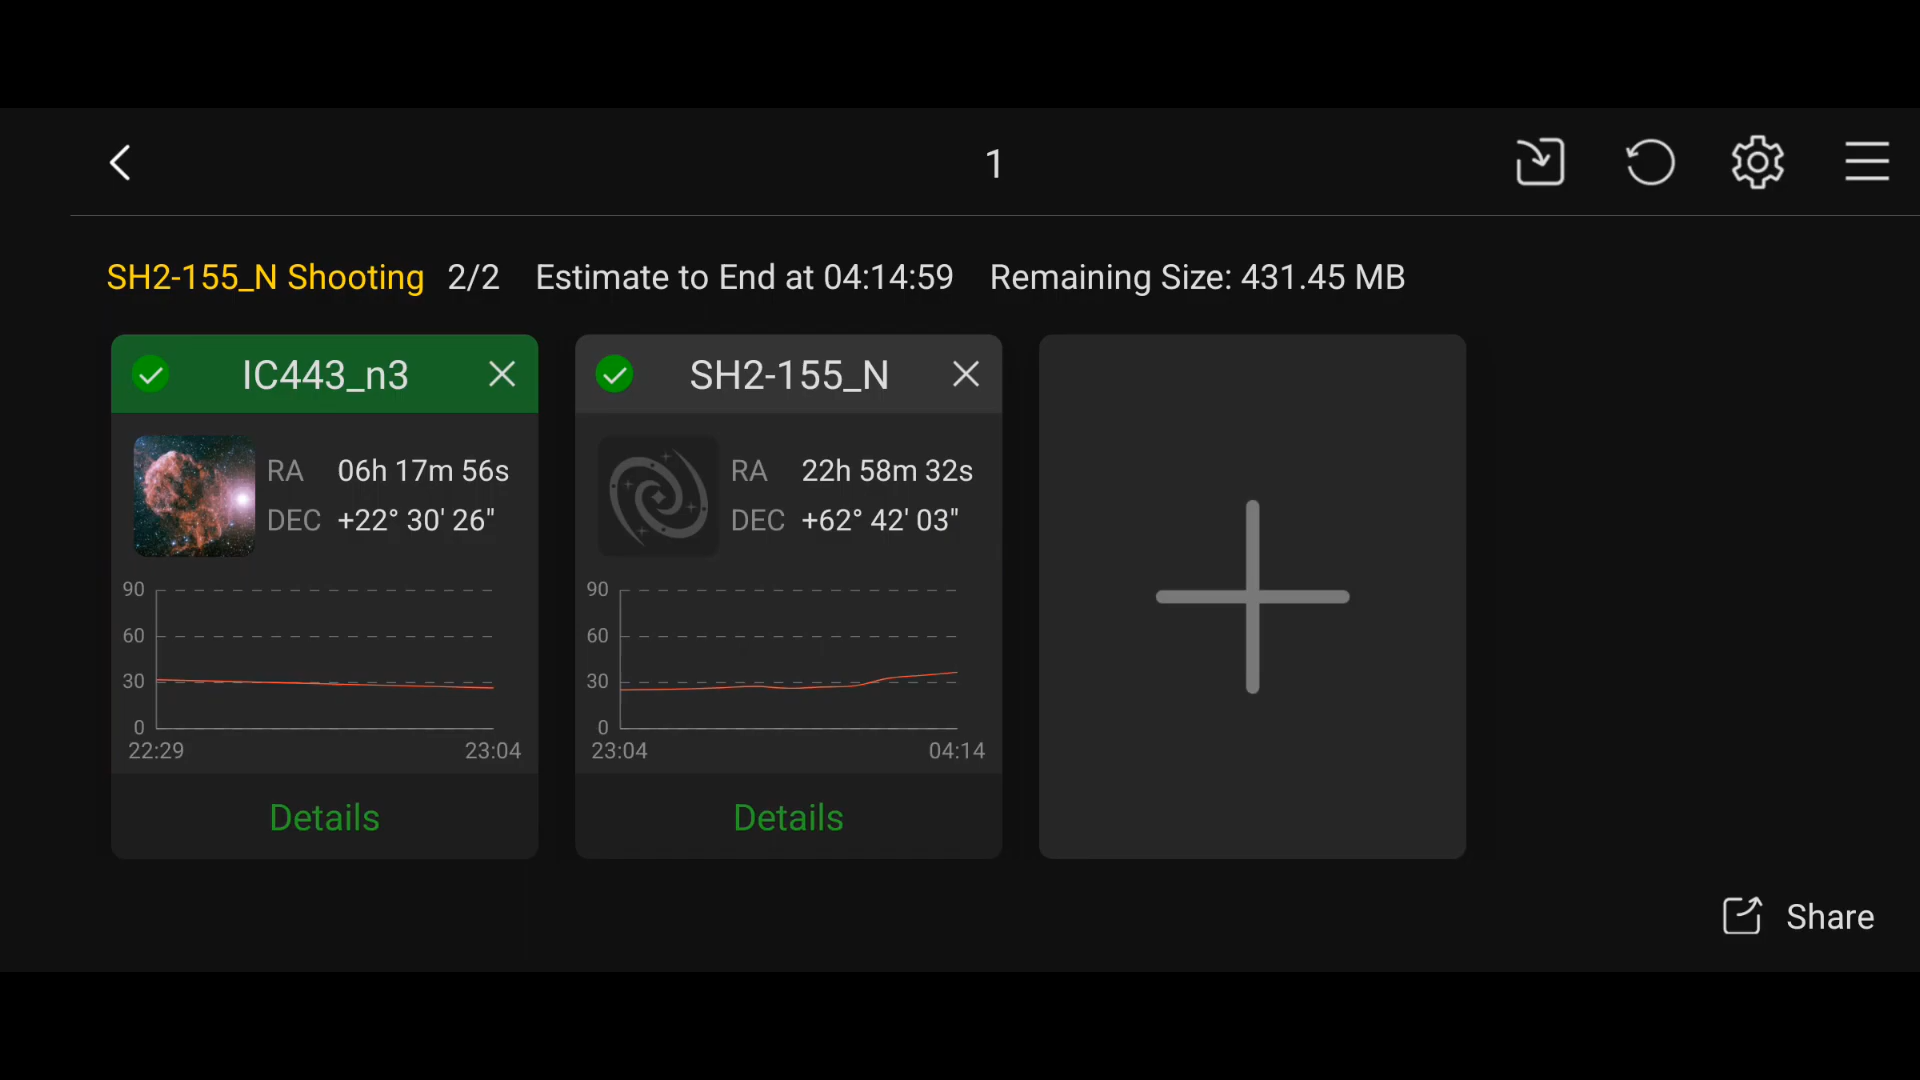 1
SH2-155_N Shooting 2/2 Estimate to End at 04:14:59 Remaining Size: 431.45 MB
IC443_n3
RA 06h 17m 56s
DEC +22° 30' 26"
90
60
30
0
22:29 23:04
Details
SH2-155_N
RA 22h 58m 32s
DEC +62° 42' 03"
90
60
30
0
23:04 04:14
Details
Share